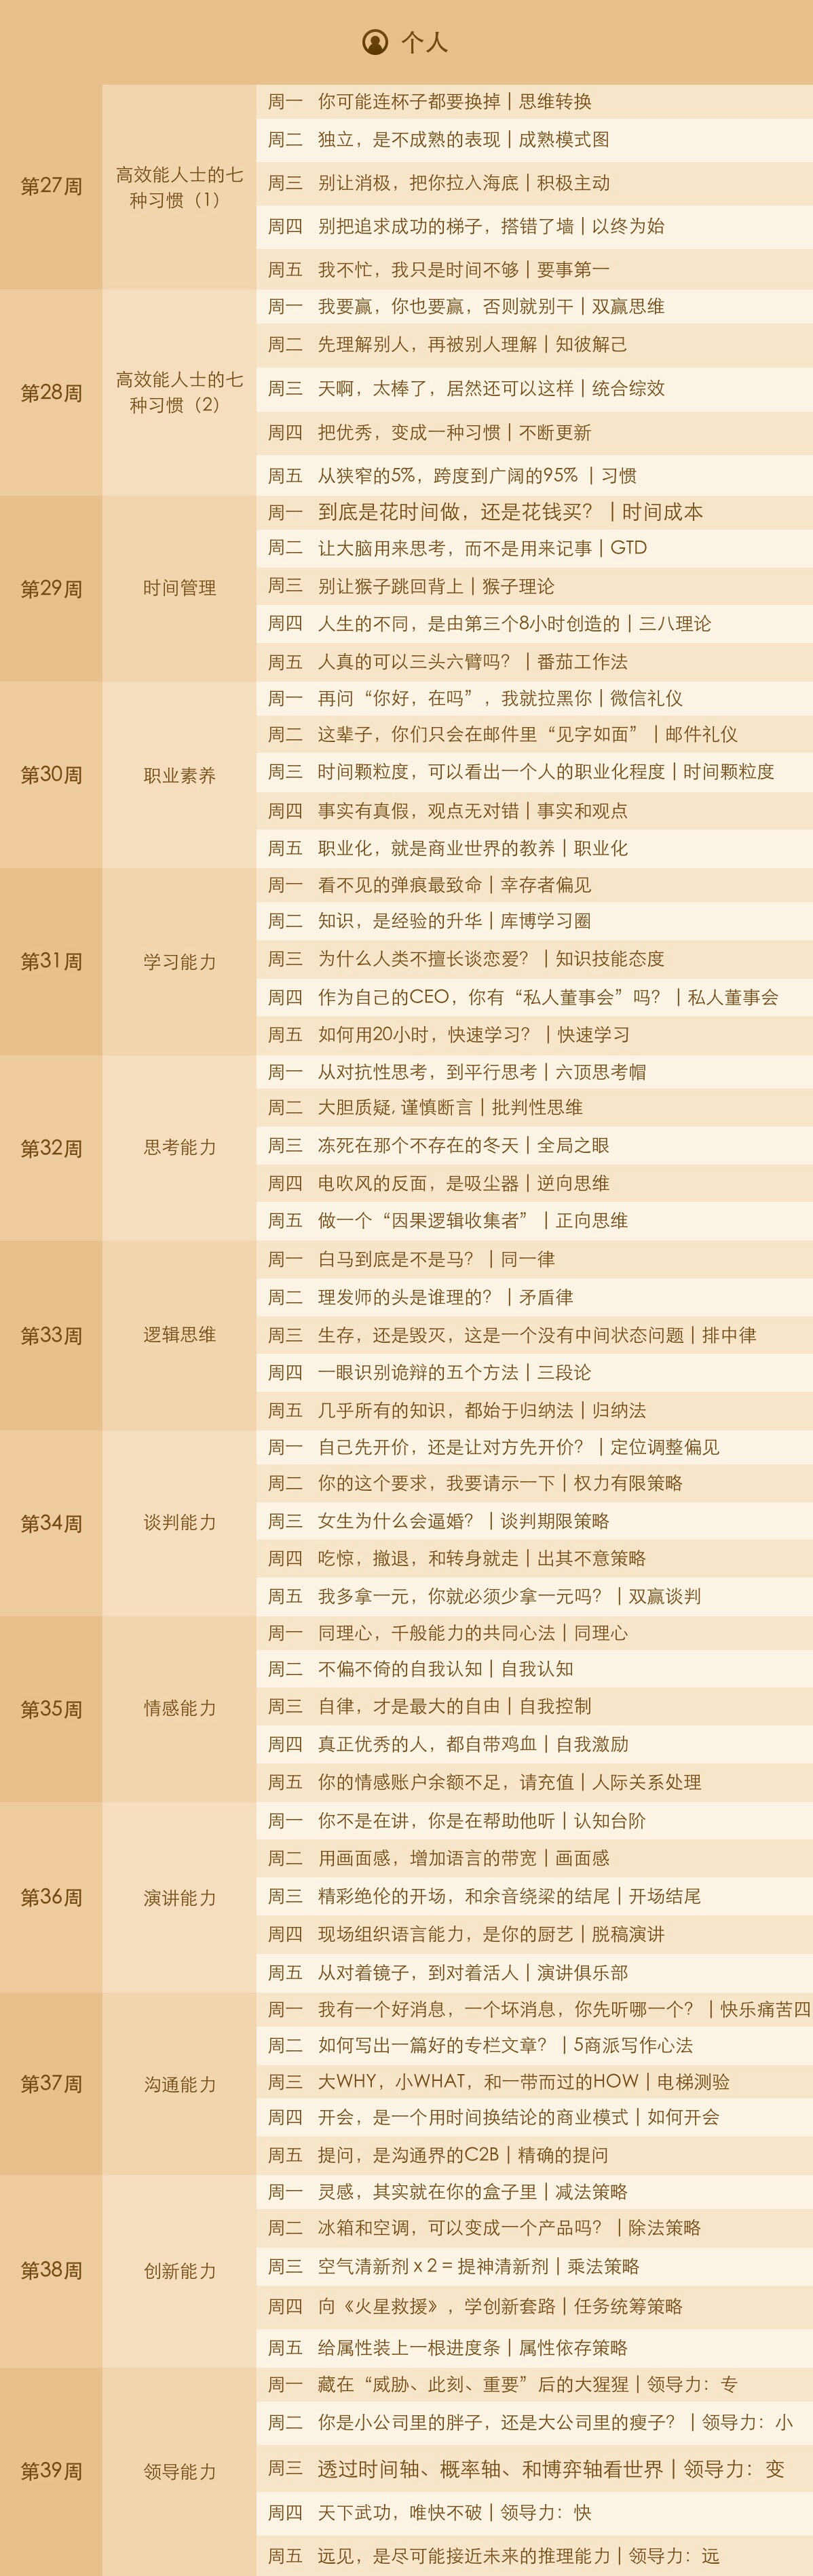 个人
第27周
高效能人士的七
种习惯（1）
周一 你可能连杯子都要换掉 | 思维转换
周二 独立，是不成熟的表现 | 成熟模式图
周三 别让消极，把你拉入海底 | 积极主动
周四 别把追求成功的梯子，搭错了墙 | 以终为始
周五 我不忙，我只是时间不够 | 要事第一
第28周
高效能人士的七
种习惯（2）
周一 我要赢，你也要赢，否则就别干 | 双赢思维
周二 先理解别人，再被别人理解 | 知彼解己
周三 天啊，太棒了，居然还可以这样 | 统合综效
周四 把优秀，变成一种习惯 | 不断更新
周五 从狭窄的5%，跨度到广阔的95% | 习惯
第29周
时间管理
周一 到底是花时间做，还是花钱买？ | 时间成本
周二 让大脑用来思考，而不是用来记事 | GTD
周三 别让猴子跳回背上 | 猴子理论
周四 人生的不同，是由第三个8小时创造的 | 三八理论
周五 人真的可以三头六臂吗？ | 番茄工作法
第30周
职业素养
周一 再问“你好，在吗”，我就拉黑你 | 微信礼仪
周二 这辈子，你们只会在邮件里“见字如面” | 邮件礼仪
周三 时间颗粒度，可以看出一个人的职业化程度 | 时间颗粒度
周四 事实有真假，观点无对错 | 事实和观点
周五 职业化，就是商业世界的教养 | 职业化
第31周
学习能力
周一 看不见的弹痕最致命 | 幸存者偏见
周二 知识，是经验的升华 | 库博学习圈
周三 为什么人类不擅长谈恋爱？ | 知识技能态度
周四 作为自己的CEO，你有“私人董事会”吗？ | 私人董事会
周五 如何用20小时，快速学习？ | 快速学习
第32周
思考能力
周一 从对抗性思考，到平行思考 | 六顶思考帽
周二 大胆质疑, 谨慎断言 | 批判性思维
周三 冻死在那个不存在的冬天 | 全局之眼
周四 电吹风的反面，是吸尘器 | 逆向思维
周五 做一个“因果逻辑收集者” | 正向思维
第33周
逻辑思维
周一 白马到底是不是马？ | 同一律
周二 理发师的头是谁理的？ | 矛盾律
周三 生存，还是毁灭，这是一个没有中间状态问题 | 排中律
周四 一眼识别诡辩的五个方法 | 三段论
周五 几乎所有的知识，都始于归纳法 | 归纳法
第34周
谈判能力
周一 自己先开价，还是让对方先开价？ | 定位调整偏见
周二 你的这个要求，我要请示一下 | 权力有限策略
周三 女生为什么会逼婚？ | 谈判期限策略
周四 吃惊，撤退，和转身就走 | 出其不意策略
周五 我多拿一元，你就必须少拿一元吗？ | 双赢谈判
第35周
情感能力
周一 同理心，千般能力的共同心法 | 同理心
周二 不偏不倚的自我认知 | 自我认知
周三 自律，才是最大的自由 | 自我控制
周四 真正优秀的人，都自带鸡血 | 自我激励
周五 你的情感账户余额不足，请充值 | 人际关系处理
第36周
演讲能力
周一 你不是在讲，你是在帮助他听 | 认知台阶
周二 用画面感，增加语言的带宽 | 画面感
周三 精彩绝伦的开场，和余音绕梁的结尾 | 开场结尾
周四 现场组织语言能力，是你的厨艺 | 脱稿演讲
周五 从对着镜子，到对着活人 | 演讲俱乐部
第37周
沟通能力
周一 我有一个好消息，一个坏消息，你先听哪一个？ | 快乐痛苦四
周二 如何写出一篇好的专栏文章？ | 5商派写作心法
周三 大WHY，小WHAT，和一带而过的HOW | 电梯测验
周四 开会，是一个用时间换结论的商业模式 | 如何开会
周五 提问，是沟通界的C2B | 精确的提问
第38周
创新能力
周一 灵感，其实就在你的盒子里 | 减法策略
周二 冰箱和空调，可以变成一个产品吗？ | 除法策略
周三 空气清新剂 x 2 = 提神清新剂 | 乘法策略
周四 向《火星救援》，学创新套路 | 任务统筹策略
周五 给属性装上一根进度条 | 属性依存策略
第39周
领导能力
周一 藏在“威胁、此刻、重要”后的大猩猩 | 领导力：专
周二 你是小公司里的胖子，还是大公司里的瘦子？ | 领导力：小
周三 透过时间轴、概率轴、和博弈轴看世界 | 领导力：变
周四 天下武功，唯快不破 | 领导力：快
周五 远见，是尽可能接近未来的推理能力 | 领导力：远